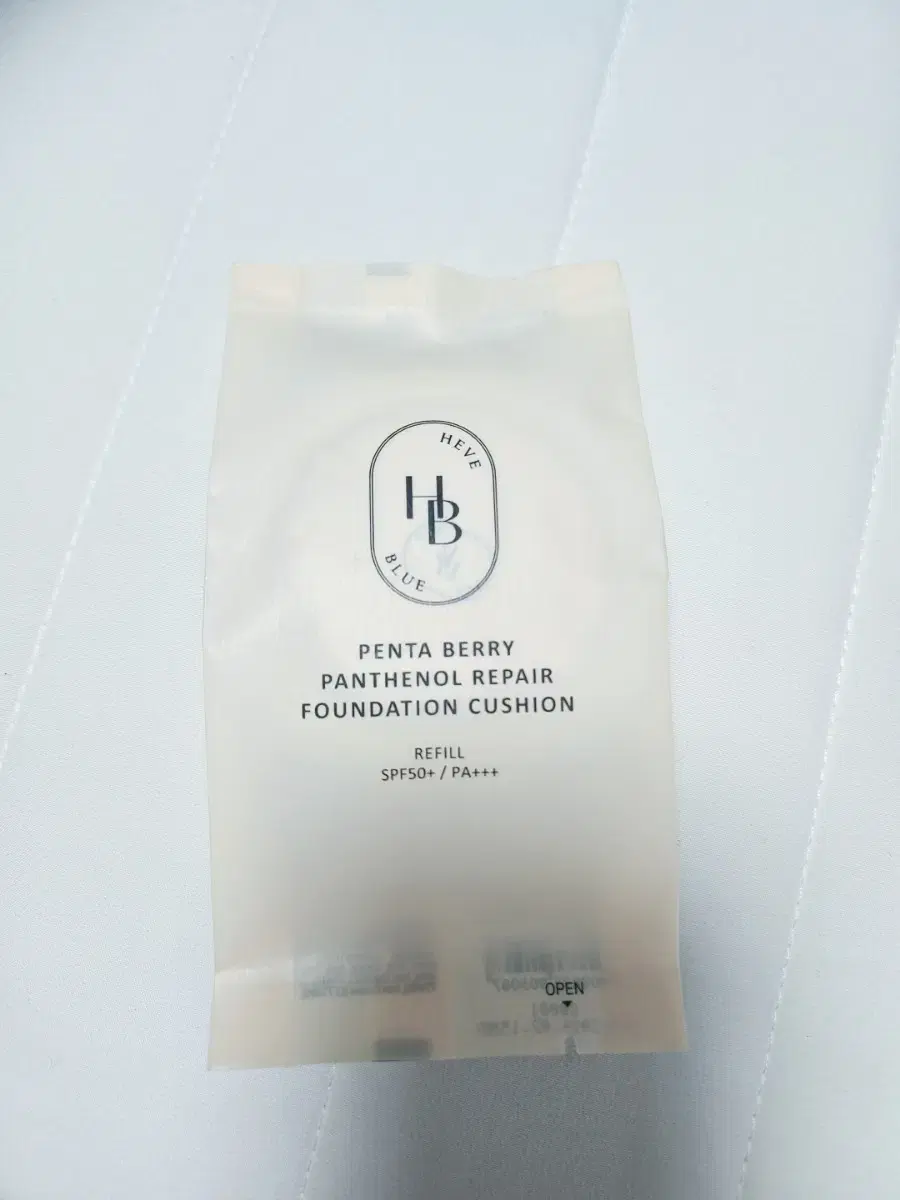 HEVE
HB
BLUE
PENTA BERRY
PANTHENOL REPAIR
FOUNDATION CUSHION
REFILL
SPF50+ / PA+++
OPEN